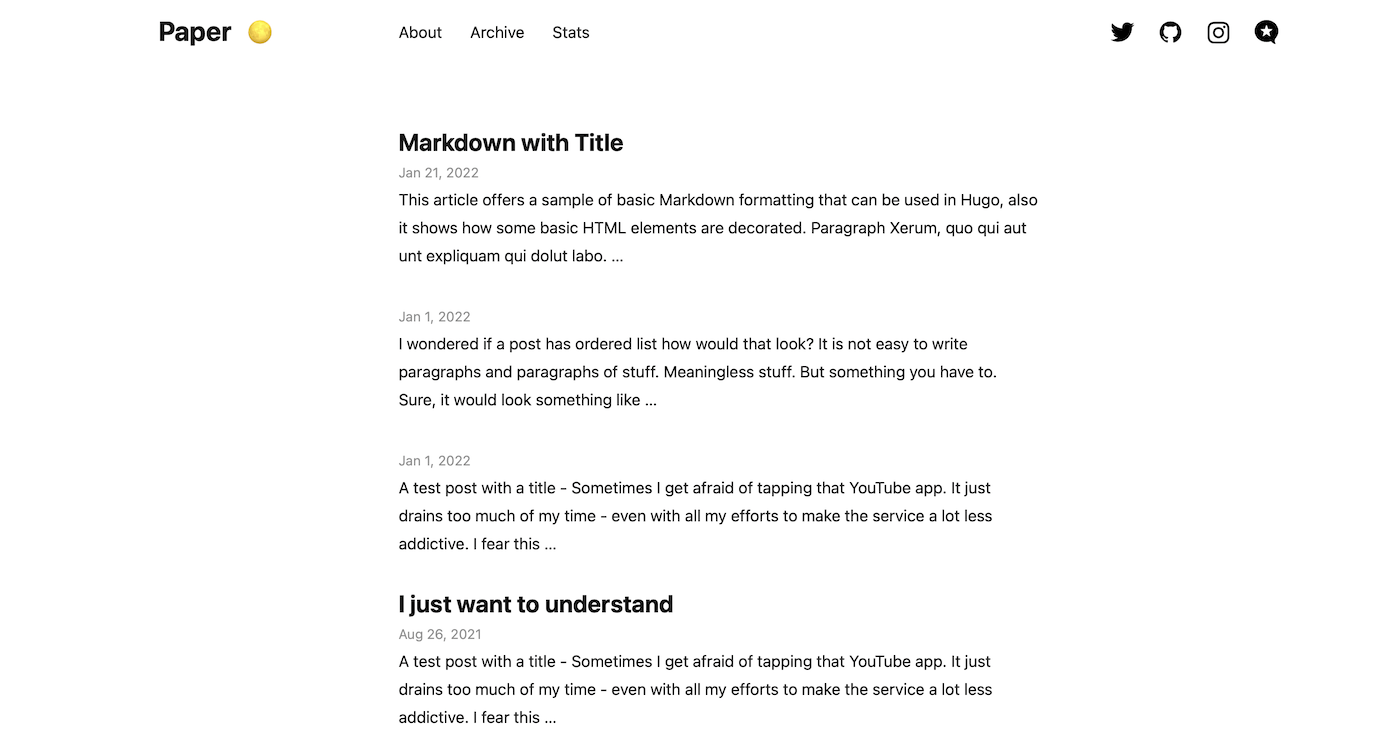 Paper
About Archive Stats
Markdown with Title
Jan 21, 2022
This article offers a sample of basic Markdown formatting that can be used in Hugo, also
it shows how some basic HTML elements are decorated. Paragraph Xerum, quo qui aut
unt expliquam qui dolut labo. ...
Jan 1, 2022
I wondered if a post has ordered list how would that look? It is not easy to write
paragraphs and paragraphs of stuff. Meaningless stuff. But something you have to.
Sure, it would look something like ...
Jan 1, 2022
A test post with a title - Sometimes I get afraid of tapping that YouTube app. It just
drains too much of my time - even with all my efforts to make the service a lot less
addictive. I fear this ...
I just want to understand
Aug 26, 2021
A test post with a title - Sometimes I get afraid of tapping that YouTube app. It just
drains too much of my time - even with all my efforts to make the service a lot less
addictive. I fear this ...